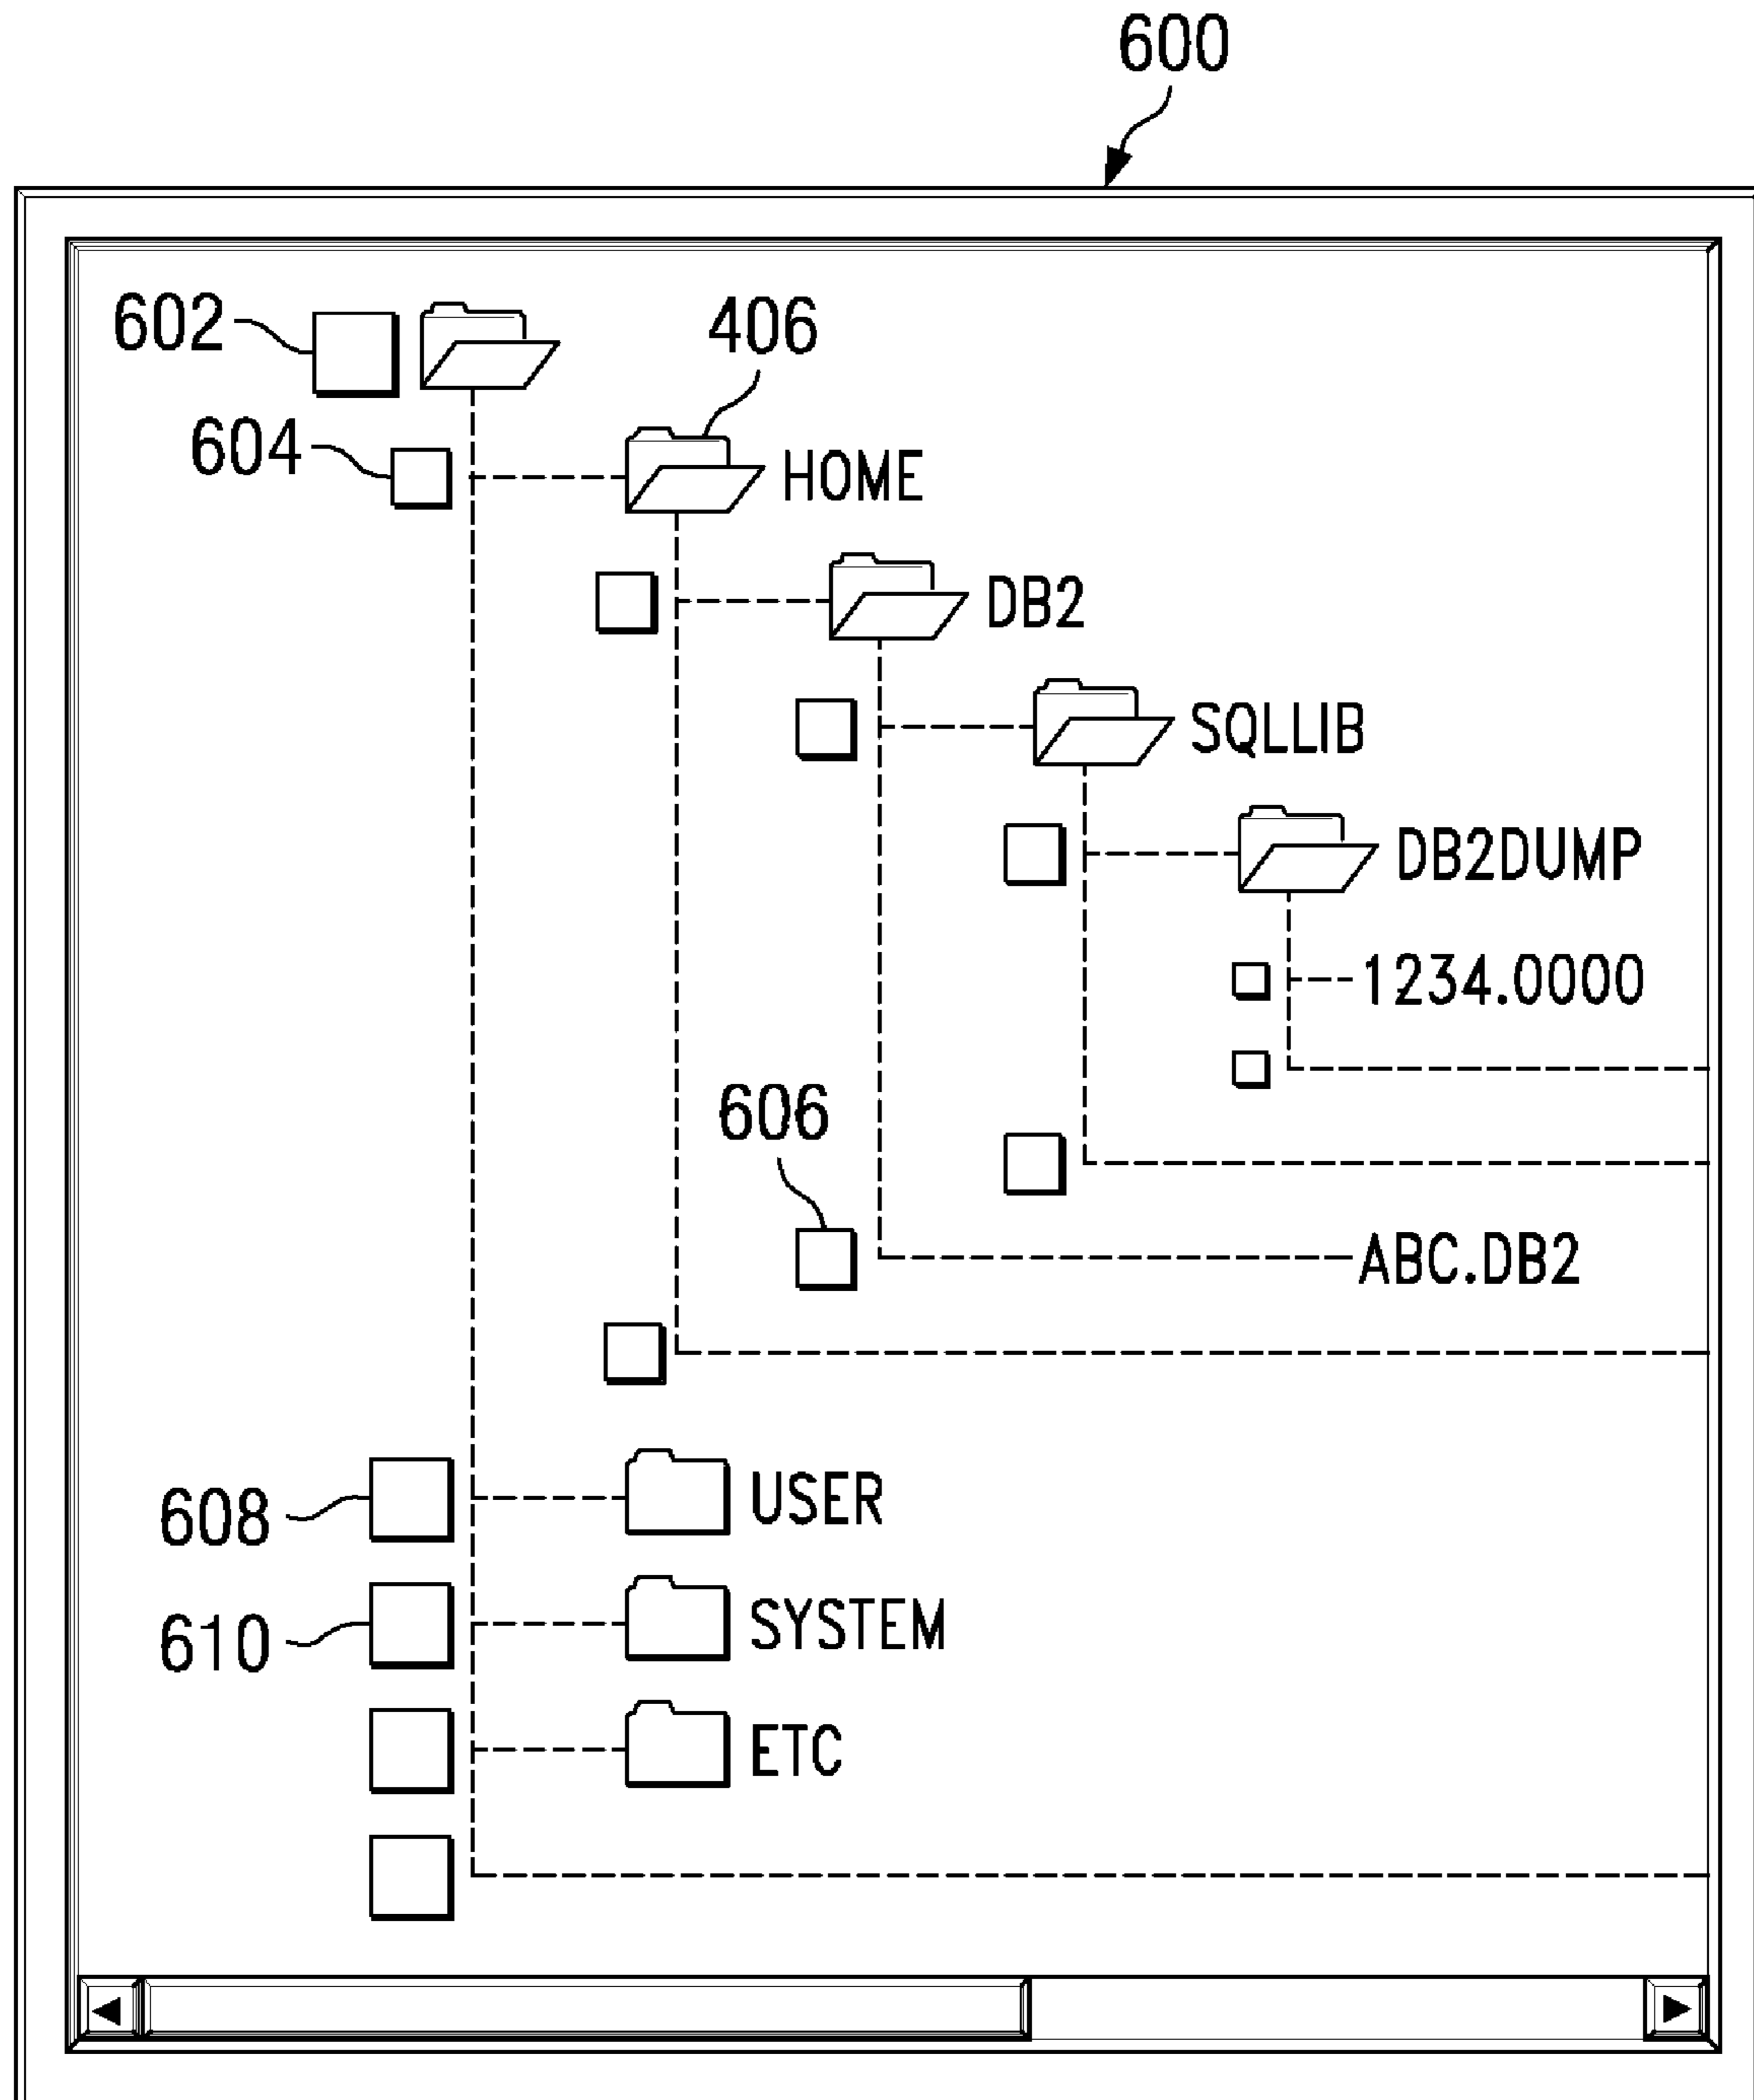 600
602
406
604
HOME
DB2
SQLLIB
DB2DUMP
1234.0000
606
ABC.DB2
608
USER
610
SYSTEM
ETC